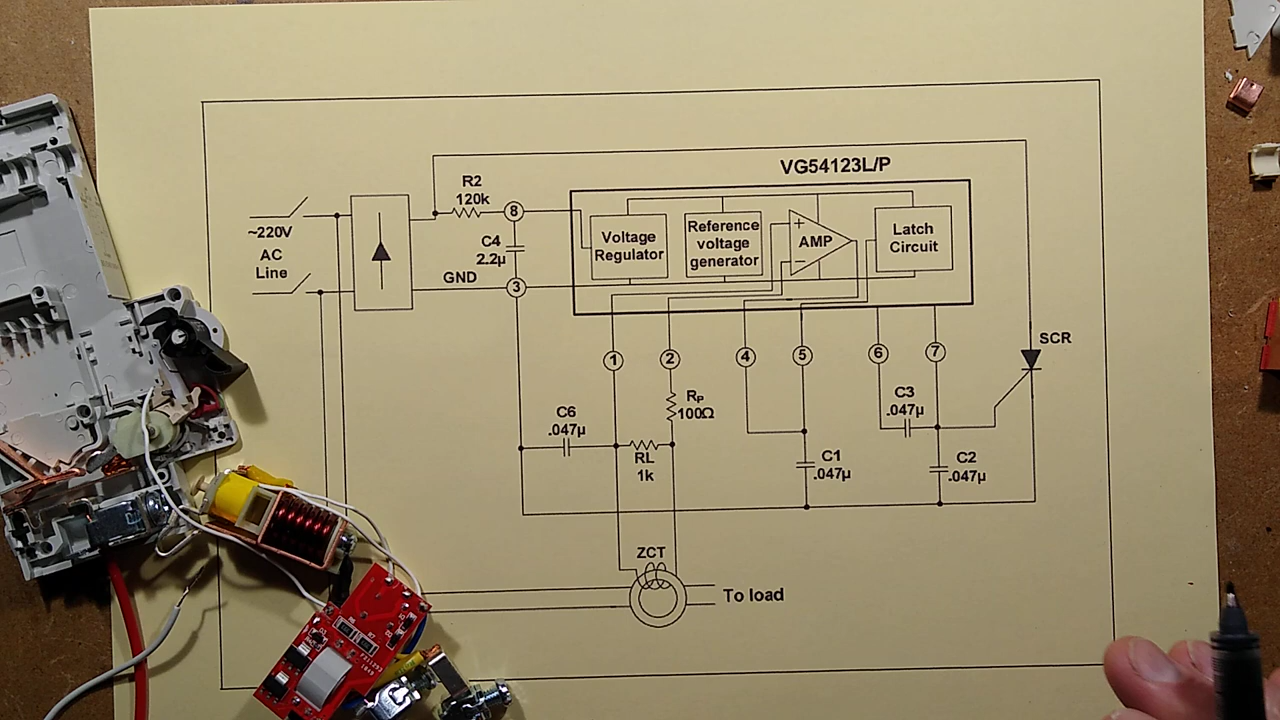 VG54123L/P
R2
120k
8
~220V
AC
Line
C4
2.2µ
GND
3
Voltage
Regulator
Reference
voltage
generator
+
AMP
−
Latch
Circuit
1
2
4
5
6
7
SCR
RP
100Ω
C3
.047µ
C6
.047µ
RL
1k
C1
.047µ
C2
.047µ
ZCT
To load